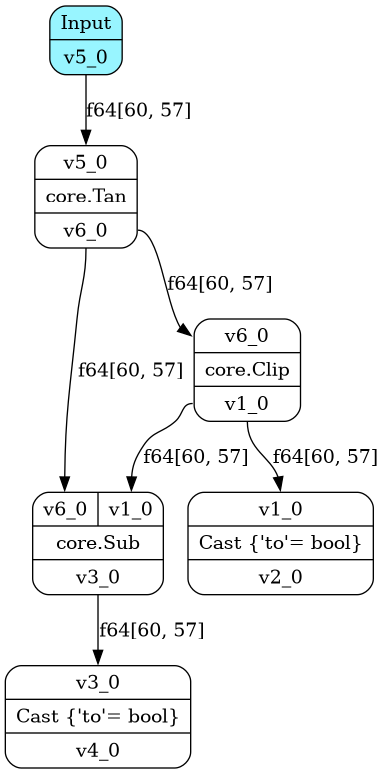 Input
v5_0
f64[60, 57]
v5_0
core.Tan
v6_0
f64[60, 57]
v6_0
core.Clip
v1_0
f64[60, 57]
f64[60, 57]
f64[60, 57]
v6_0 v1_0
core.Sub
v3_0
v1_0
Cast {'to'= bool}
v2_0
f64[60, 57]
v3_0
Cast {'to'= bool}
v4_0